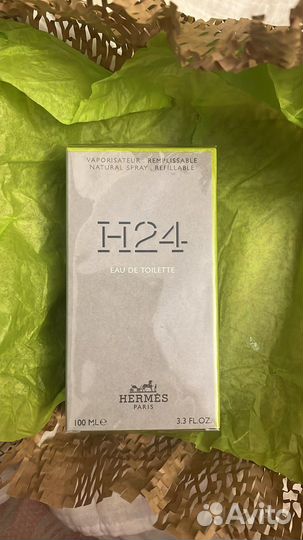 VAPORISATEUR . REMPLISSABLE
NATURAL SPRAY . REFILLABLE
H24
EAU DE TOILETTE
HERMÈS
PARIS
100 ML e 3.3 FL.OZ.
Avito